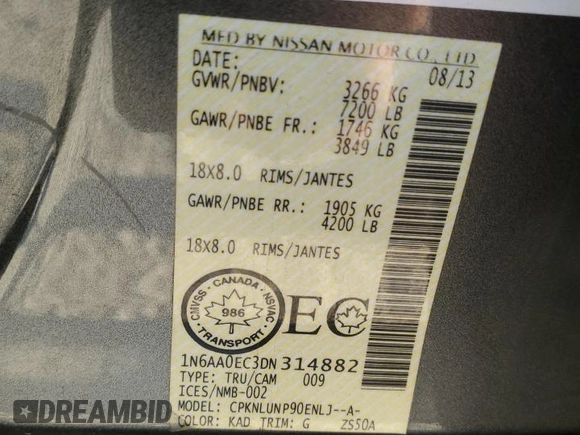 MFD BY NISSAN MOTOR CO., LTD.
DATE: 08/13
GVWR/PNBV: 3266 KG
7200 LB
GAWR/PNBE FR.: 1746 KG
3849 LB
18X8.0 RIMS/JANTES
GAWR/PNBE RR.: 1905 KG
4200 LB
18X8.0 RIMS/JANTES
CMVSS · CANADA · NSVAC
986
TRANSPORT
EC
1N6AA0EC3DN314882
TYPE: TRU/CAM 009
ICES/NMB-002
MODEL: CPKNLUNP90ENLJ--A-
COLOR: KAD TRIM: G ZS50A
DREAMBID